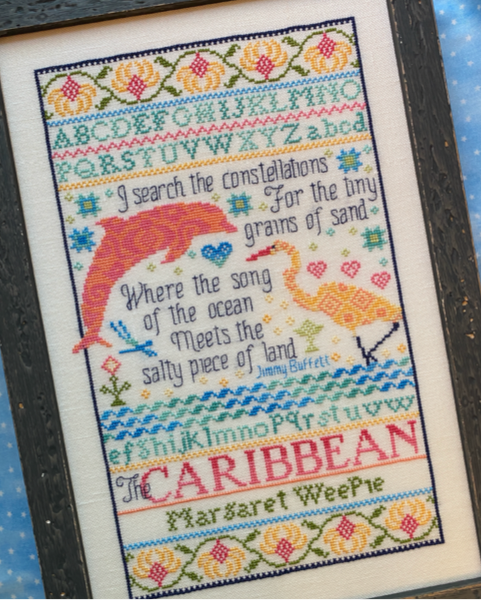 ABCDEFGHIJKLMNO
PQRSTUVWXYZabcd
I search the constellations
For the tiny
grains of sand
Where the song
of the ocean
Meets the
salty piece of land
Jimmy Buffett
efghijklmnopqrstuvw
The CARIBBEAN
Margaret WeePie